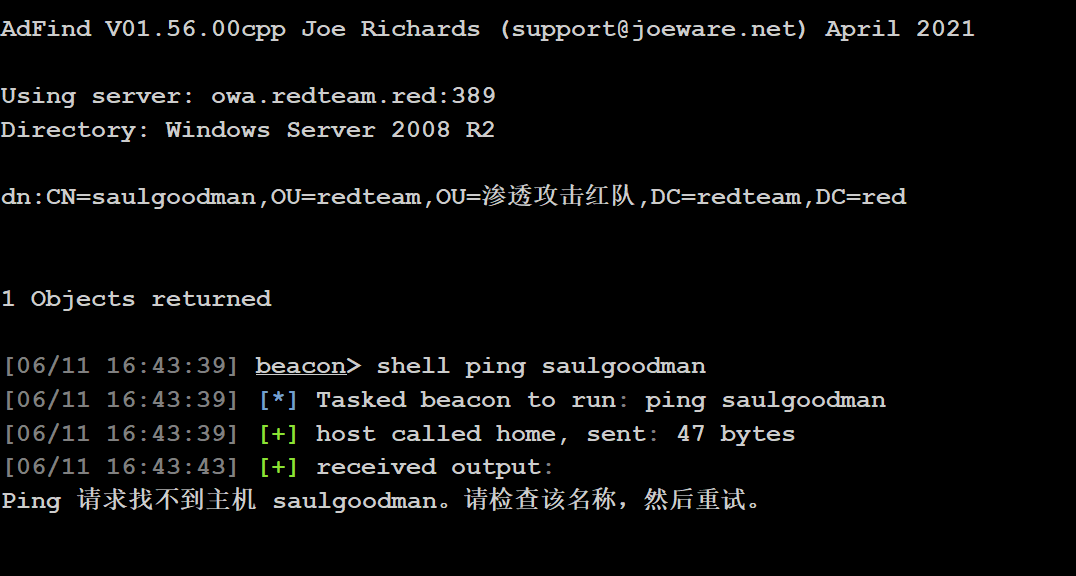 AdFind V01.56.00cpp Joe Richards (support@joeware.net) April 2021
Using server: owa.redteam.red:389
Directory: Windows Server 2008 R2
dn:CN=saulgoodman,OU=redteam,OU=渗透攻击红队,DC=redteam,DC=red
1 Objects returned
[06/11 16:43:39] beacon> shell ping saulgoodman
[06/11 16:43:39] [*] Tasked beacon to run: ping saulgoodman
[06/11 16:43:39] [+] host called home, sent: 47 bytes
[06/11 16:43:43] [+] received output:
Ping 请求找不到主机 saulgoodman。请检查该名称，然后重试。